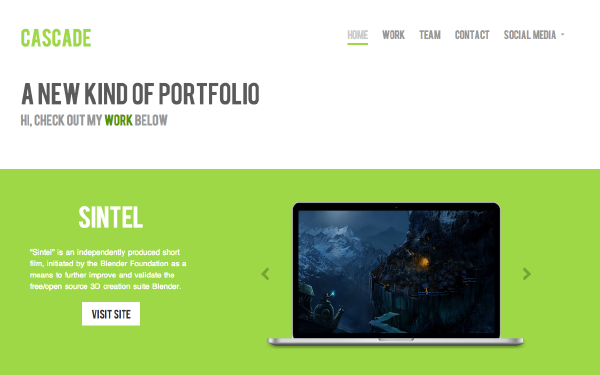 CASCADE
HOME WORK TEAM CONTACT SOCIAL MEDIA
A NEW KIND OF PORTFOLIO
HI, CHECK OUT MY WORK BELOW
SINTEL
"Sintel" is an independently produced short
film, initiated by the Blender Foundation as a
means to further improve and validate the
free/open source 3D creation suite Blender.
VISIT SITE